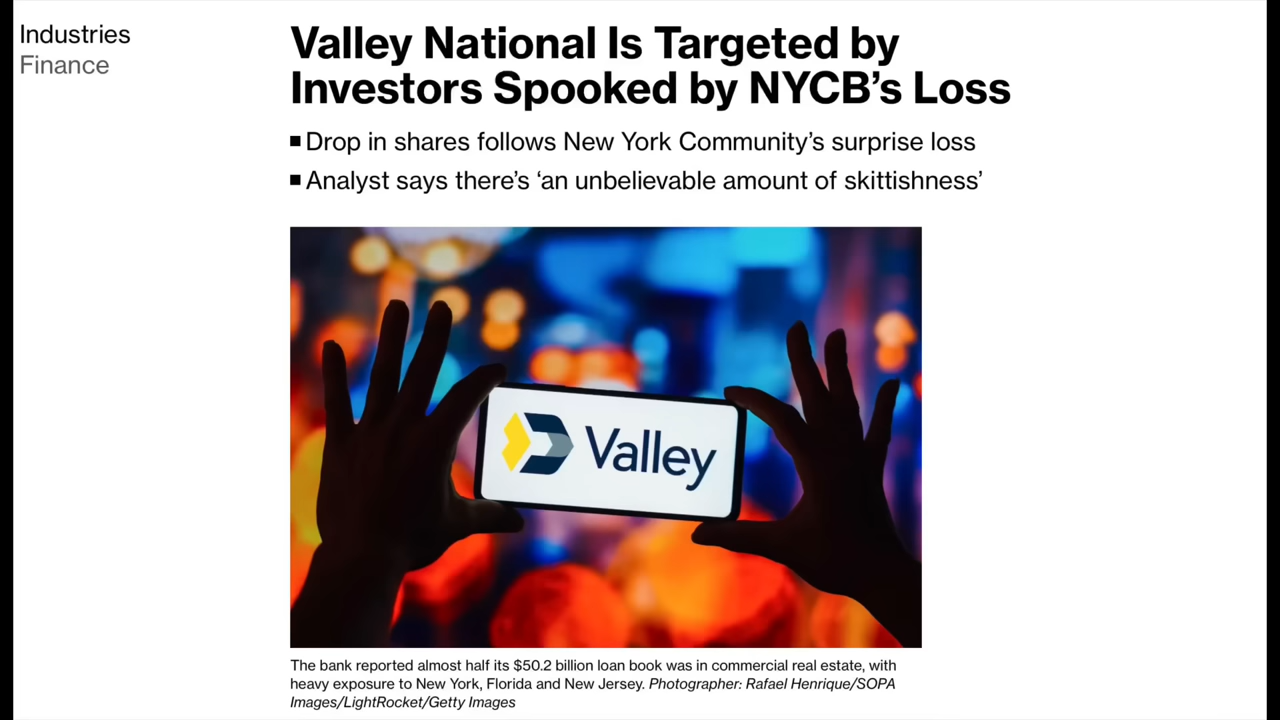 Industries
Finance
Valley National Is Targeted by
Investors Spooked by NYCB’s Loss
■ Drop in shares follows New York Community’s surprise loss
■ Analyst says there’s ‘an unbelievable amount of skittishness’
Valley
The bank reported almost half its $50.2 billion loan book was in commercial real estate, with
heavy exposure to New York, Florida and New Jersey. Photographer: Rafael Henrique/SOPA
Images/LightRocket/Getty Images